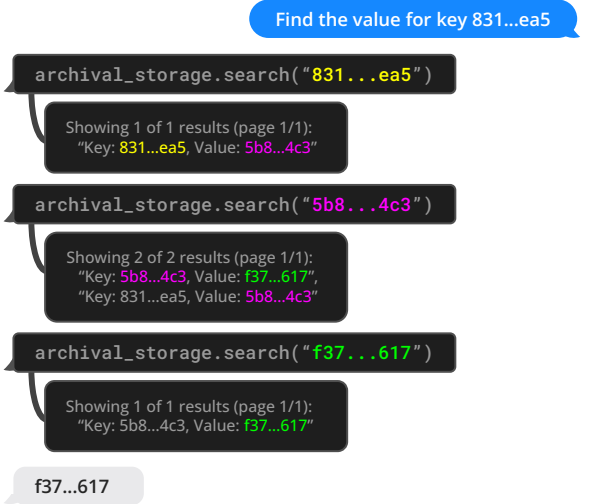 Find the value for key 831...ea5
archival_storage.search(“831...ea5”)
Showing 1 of 1 results (page 1/1):
“Key: 831...ea5, Value: 5b8...4c3”
archival_storage.search(“5b8...4c3”)
Showing 2 of 2 results (page 1/1):
“Key: 5b8...4c3, Value: f37...617”,
“Key: 831...ea5, Value: 5b8...4c3”
archival_storage.search(“f37...617”)
Showing 1 of 1 results (page 1/1):
“Key: 5b8...4c3, Value: f37...617”
f37...617